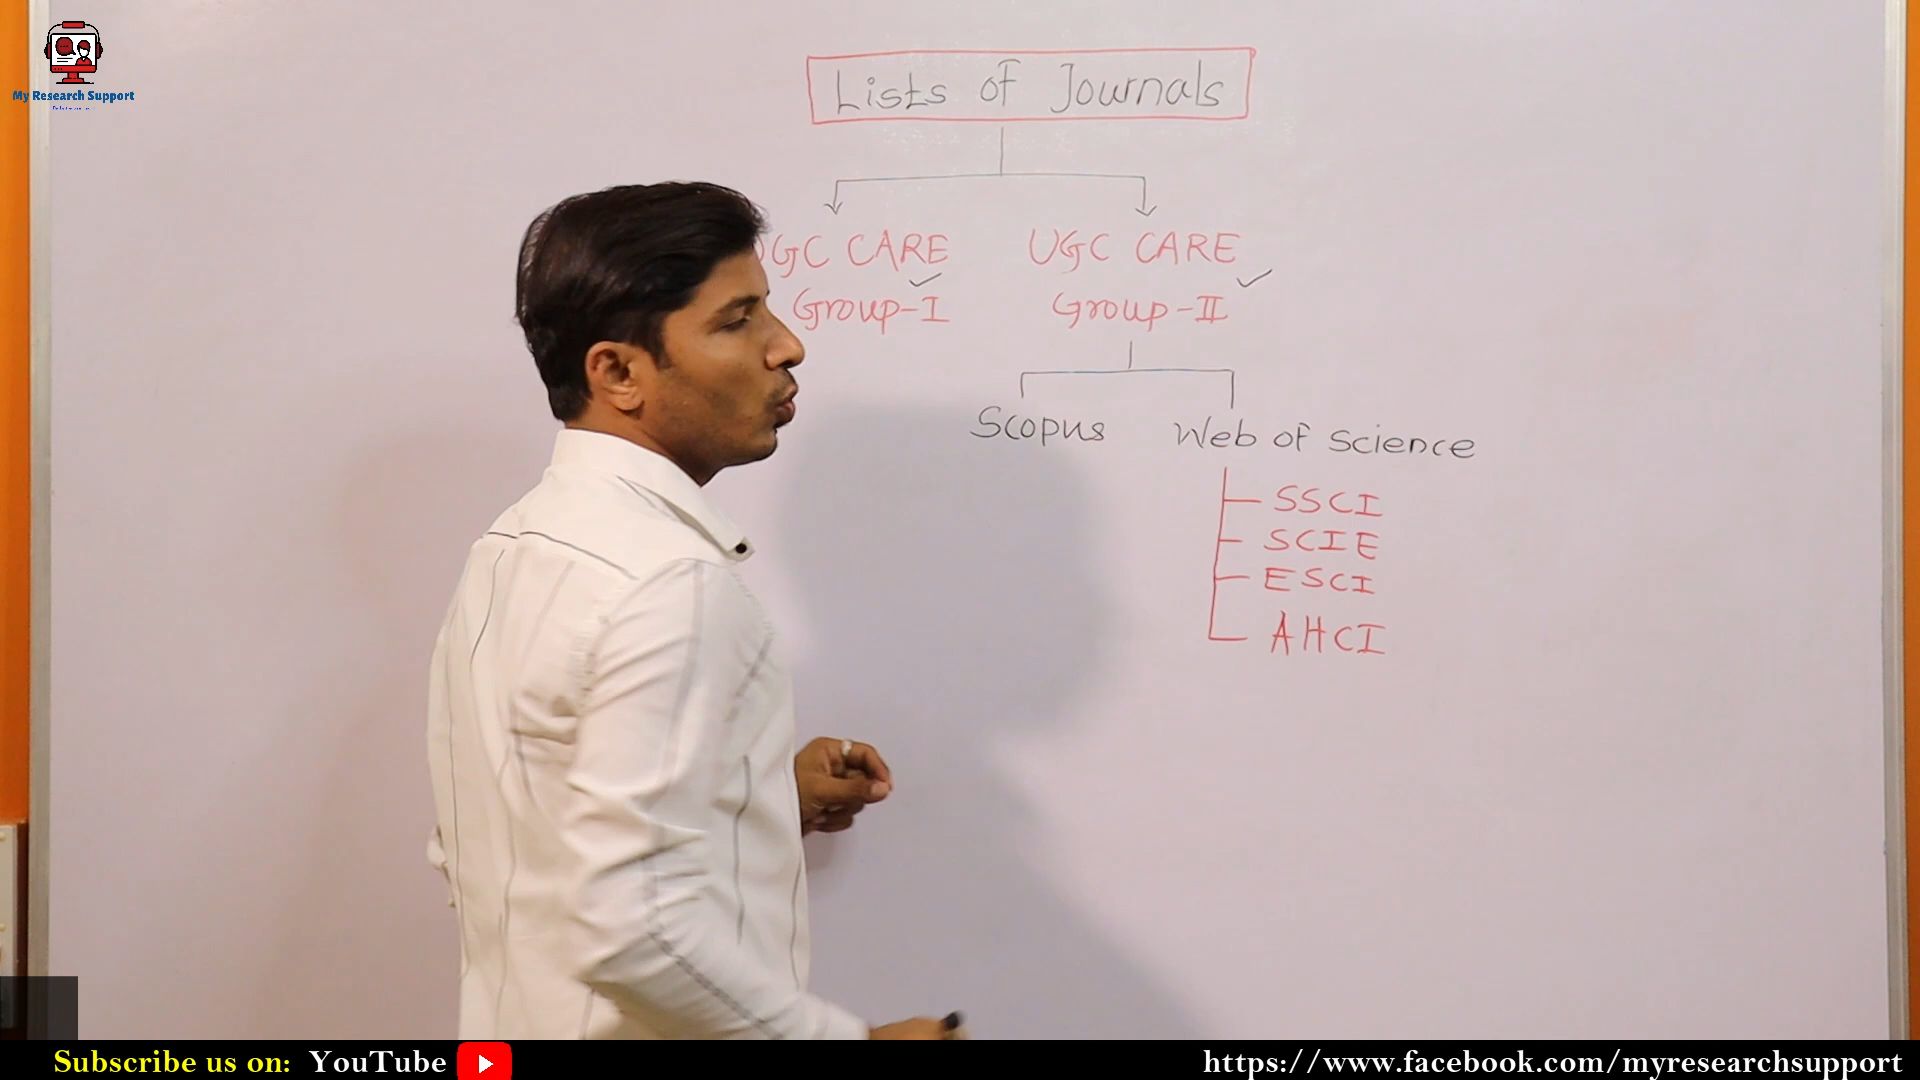 My Research Support
Lists of Journals
GC CARE
Group-I
UGC CARE
Group-II
Scopus
Web of Science
SSCI
SCIE
ESCI
AHCI
Subscribe us on: YouTube
https://www.facebook.com/myresearchsupport